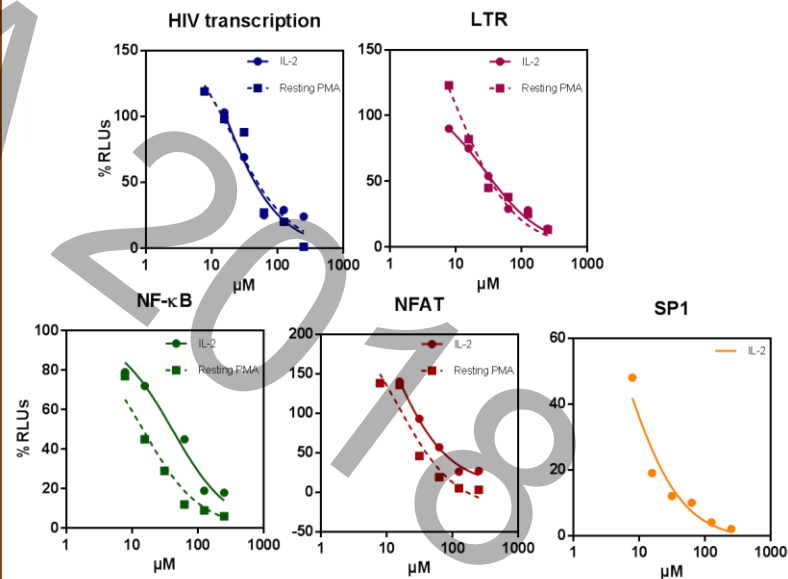 HIV transcription
LTR
150
100
50
0
% RLUs
IL-2
Resting PMA
1 10 100 1000
µM
150
100
50
0
IL-2
Resting PMA
1 10 100 1000
µM
NF-κB
NFAT
SP1
100
80
60
40
20
0
% RLUs
IL-2
Resting PMA
1 10 100 1000
µM
200
150
100
50
0
-50
IL-2
Resting PMA
1 10 100 1000
µM
60
40
20
0
IL-2
1 10 100 1000
µM
2018